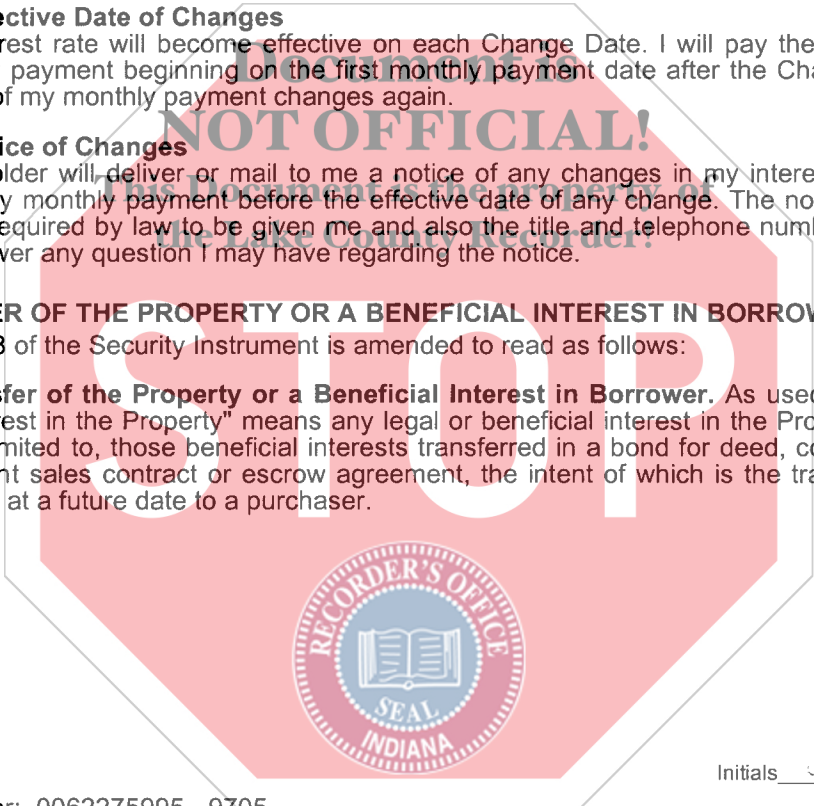 ective Date of Changes
rest rate will become effective on each Change Date. I will pay the
payment beginning on the first monthly payment date after the Cha
of my monthly payment changes again.
ice of Changes
older will deliver or mail to me a notice of any changes in my intere
y monthly payment before the effective date of any change. The no
equired by law to be given me and also the title and telephone num
ver any question I may have regarding the notice.
ER OF THE PROPERTY OR A BENEFICIAL INTEREST IN BORROW
3 of the Security Instrument is amended to read as follows:
sfer of the Property or a Beneficial Interest in Borrower. As used
est in the Property" means any legal or beneficial interest in the Pro
mited to, those beneficial interests transferred in a bond for deed, co
nt sales contract or escrow agreement, the intent of which is the tra
at a future date to a purchaser.
Document is
NOT OFFICIAL!
This Document is the property of
the Lake County Recorder!
STOP
RECORDER'S OFFICE
SEAL
INDIANA
Initials